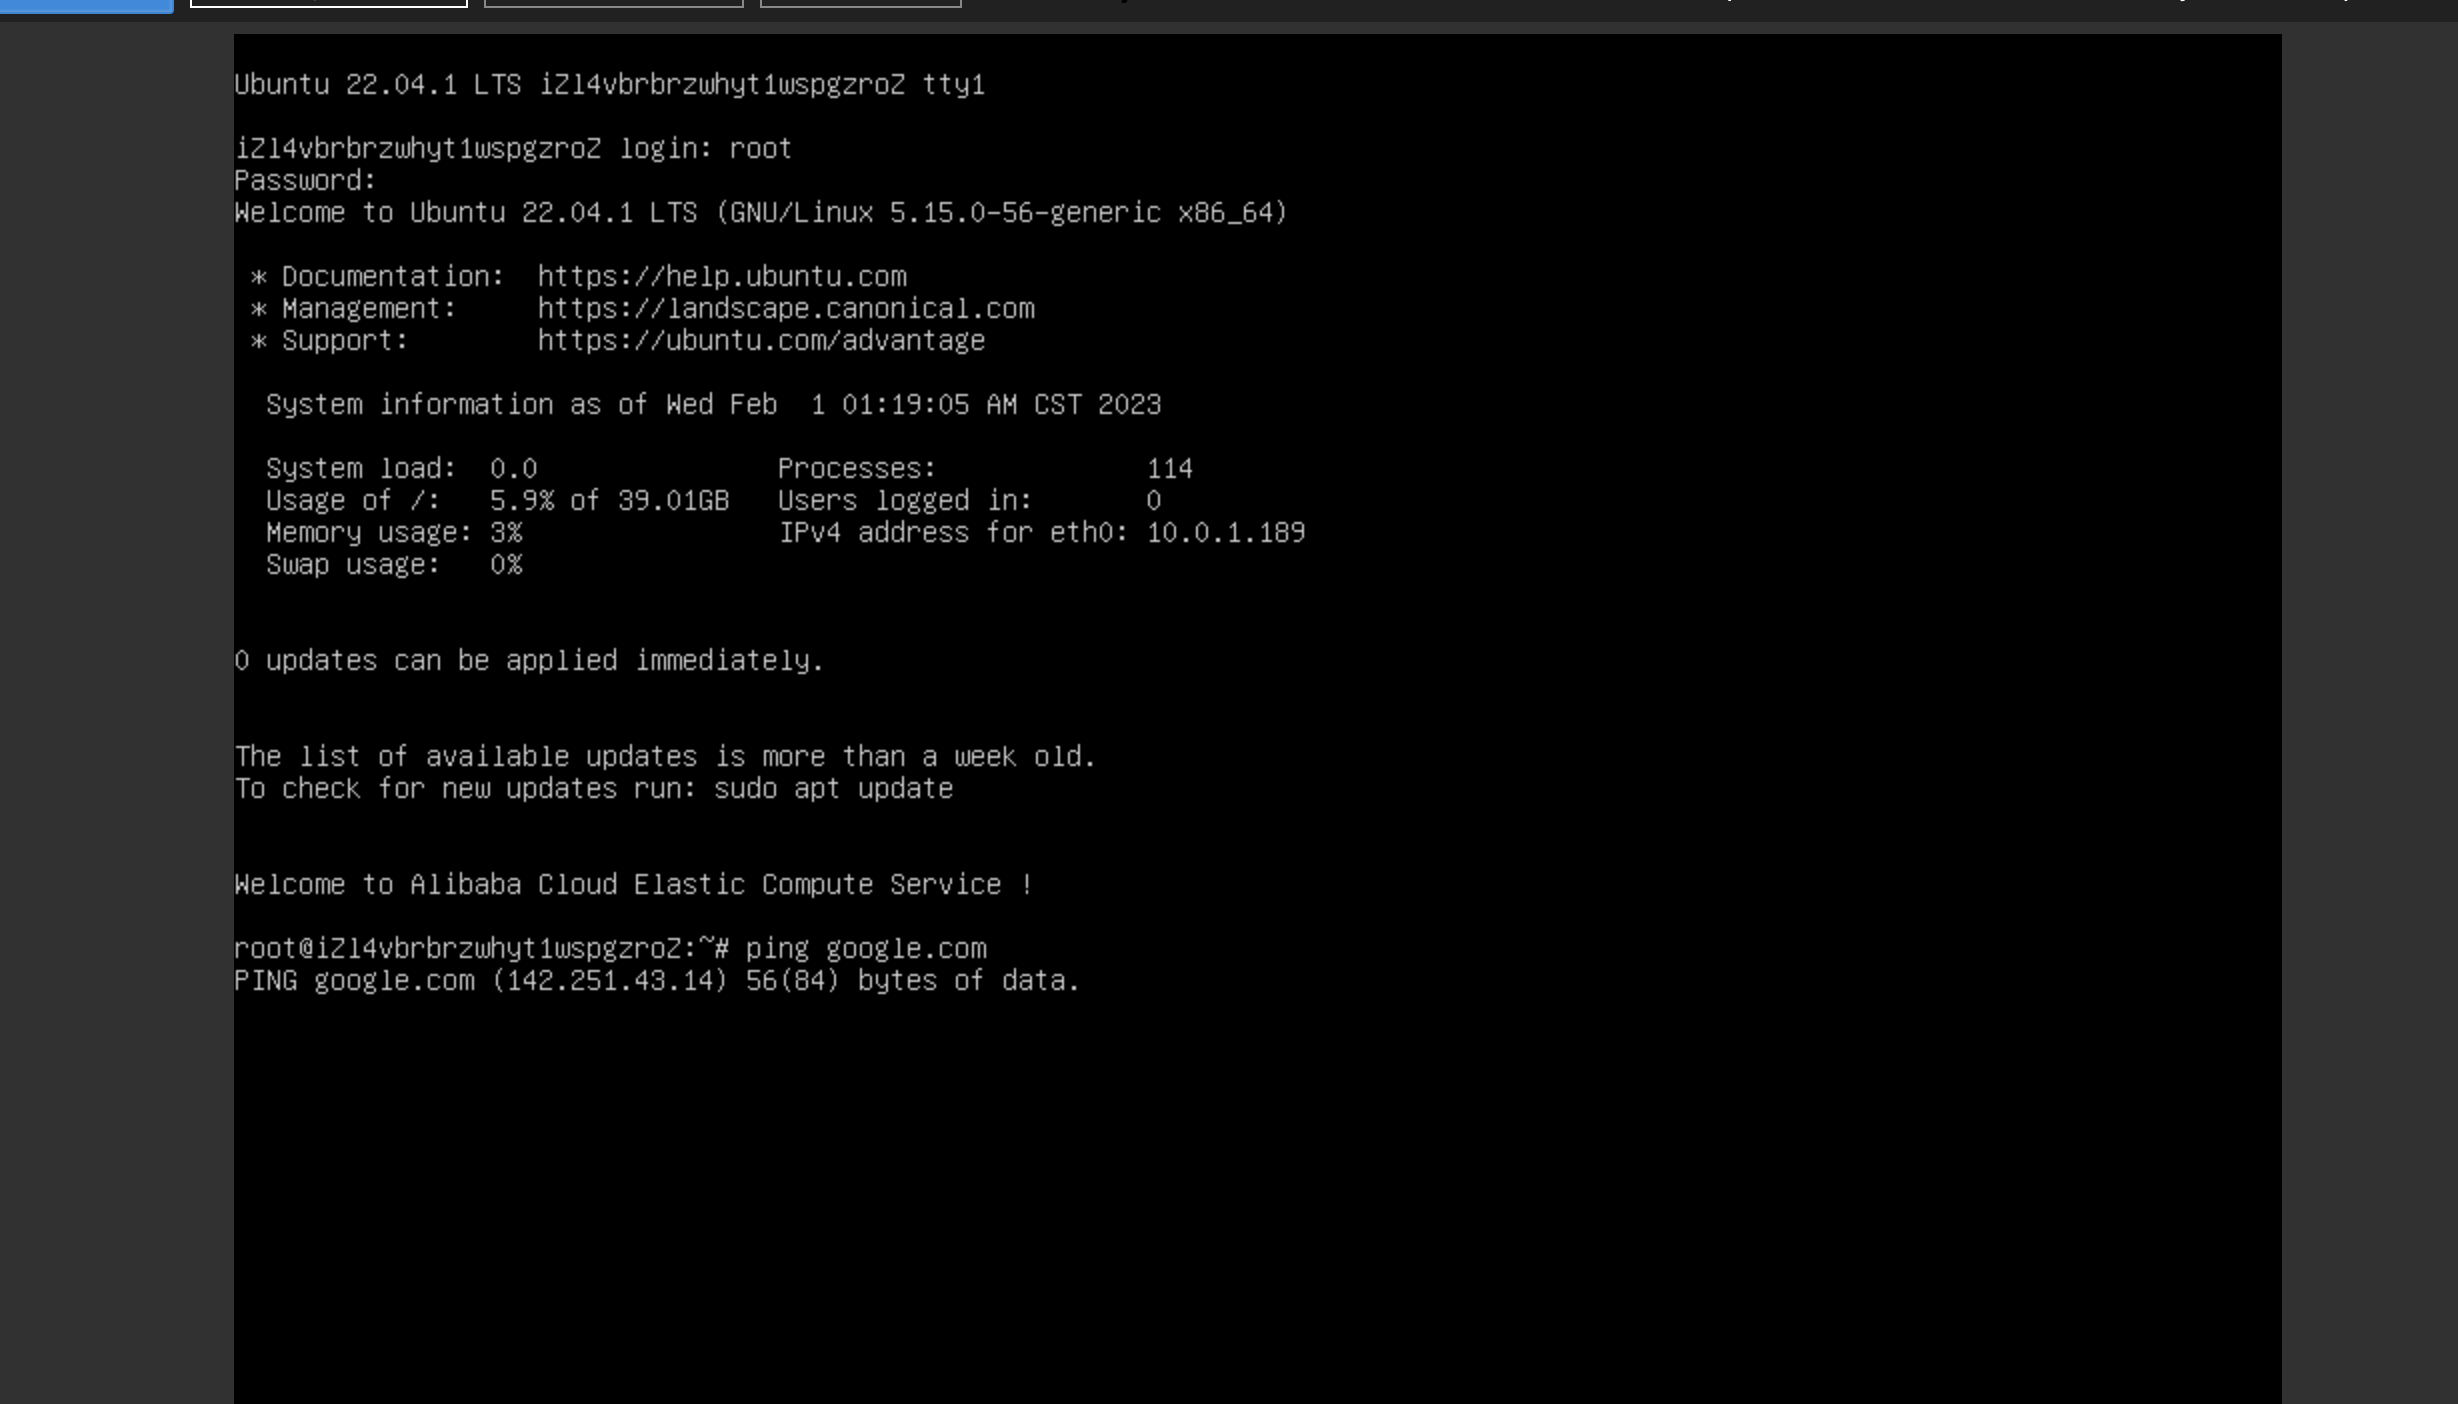 Ubuntu 22.04.1 LTS iZl4vbrbrzwhyt1wspgzroZ tty1
iZl4vbrbrzwhyt1wspgzroZ login: root
Password:
Welcome to Ubuntu 22.04.1 LTS (GNU/Linux 5.15.0-56-generic x86_64)
* Documentation:  https://help.ubuntu.com
* Management:     https://landscape.canonical.com
* Support:        https://ubuntu.com/advantage
System information as of Wed Feb  1 01:19:05 AM CST 2023
System load:  0.0               Processes:             114
Usage of /:   5.9% of 39.01GB   Users logged in:       0
Memory usage: 3%                IPv4 address for eth0: 10.0.1.189
Swap usage:   0%
0 updates can be applied immediately.
The list of available updates is more than a week old.
To check for new updates run: sudo apt update
Welcome to Alibaba Cloud Elastic Compute Service !
root@iZl4vbrbrzwhyt1wspgzroZ:~# ping google.com
PING google.com (142.251.43.14) 56(84) bytes of data.